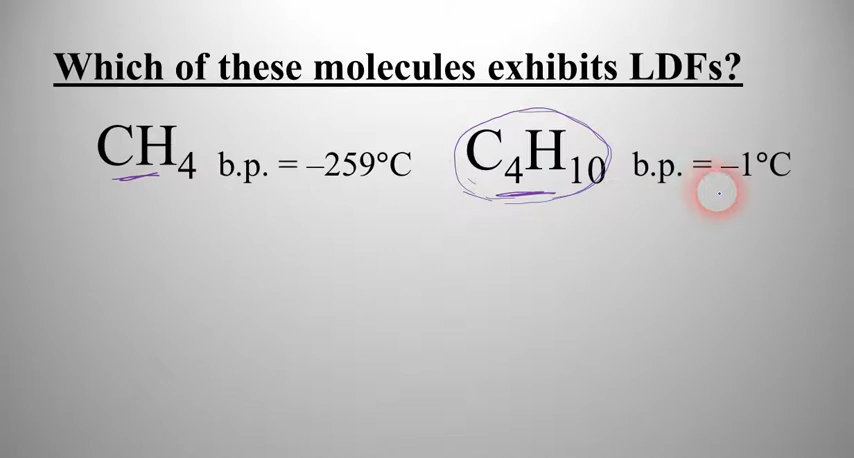 Which of these molecules exhibits LDFs?
CH₄ b.p. = –259°C C₄H₁₀ b.p. = –1°C